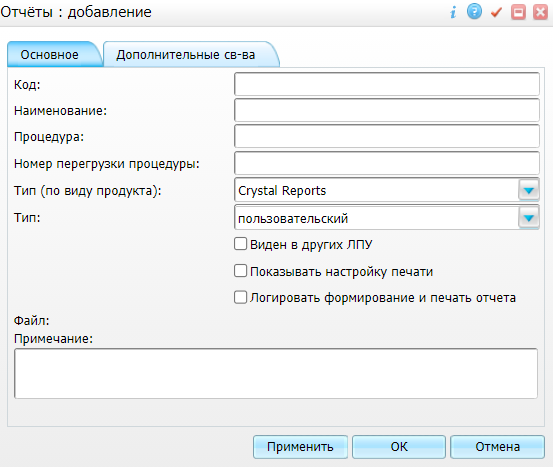 Отчёты : добавление
Основное
Дополнительные св-ва
Код:
Наименование:
Процедура:
Номер перегрузки процедуры:
Тип (по виду продукта): Crystal Reports
Тип: пользовательский
Виден в других ЛПУ
Показывать настройку печати
Логировать формирование и печать отчета
Файл:
Примечание:
Применить
ОК
Отмена